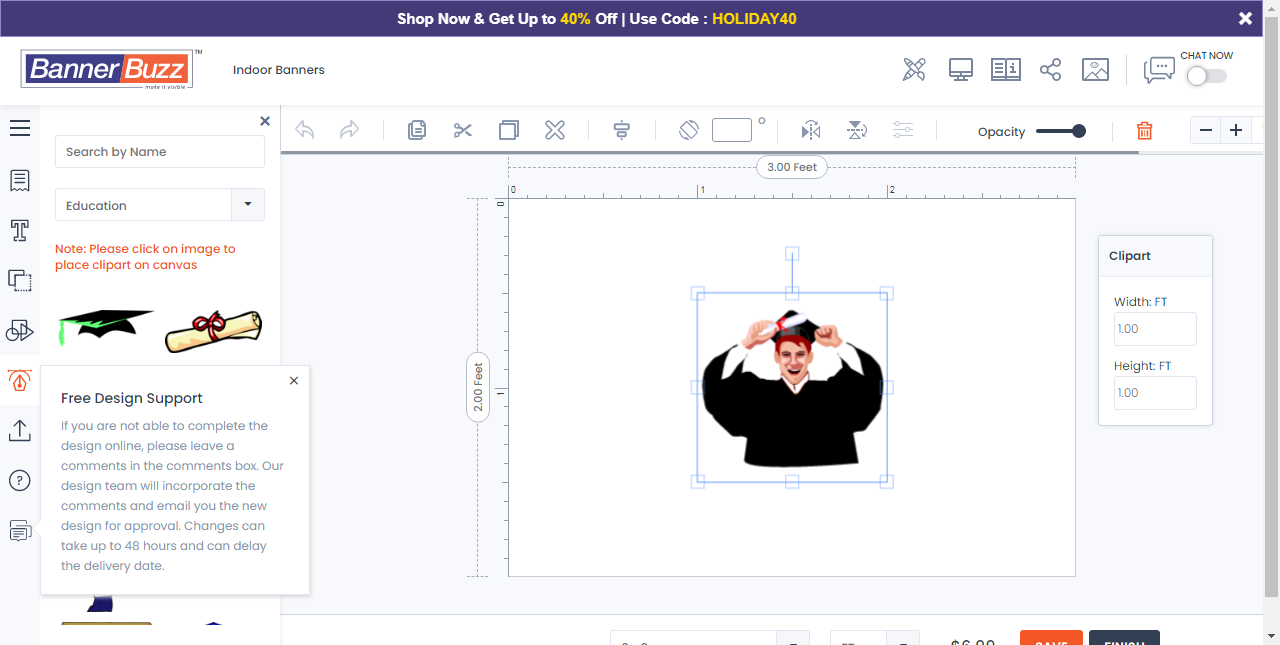 Shop Now & Get Up to 40% Off | Use Code : HOLIDAY40
BannerBuzz™
make it visible
Indoor Banners
CHAT NOW
Search by Name
Opacity
Education
3.00 Feet
0 1 2
0
Note: Please click on image to
place clipart on canvas
Clipart
Width: FT
1.00
Height: FT
1.00
2.00 Feet
1
Free Design Support
If you are not able to complete the
design online, please leave a
comments in the comments box. Our
design team will incorporate the
comments and email you the new
design for approval. Changes can
take up to 48 hours and can delay
the delivery date.
SAVE
FINISH